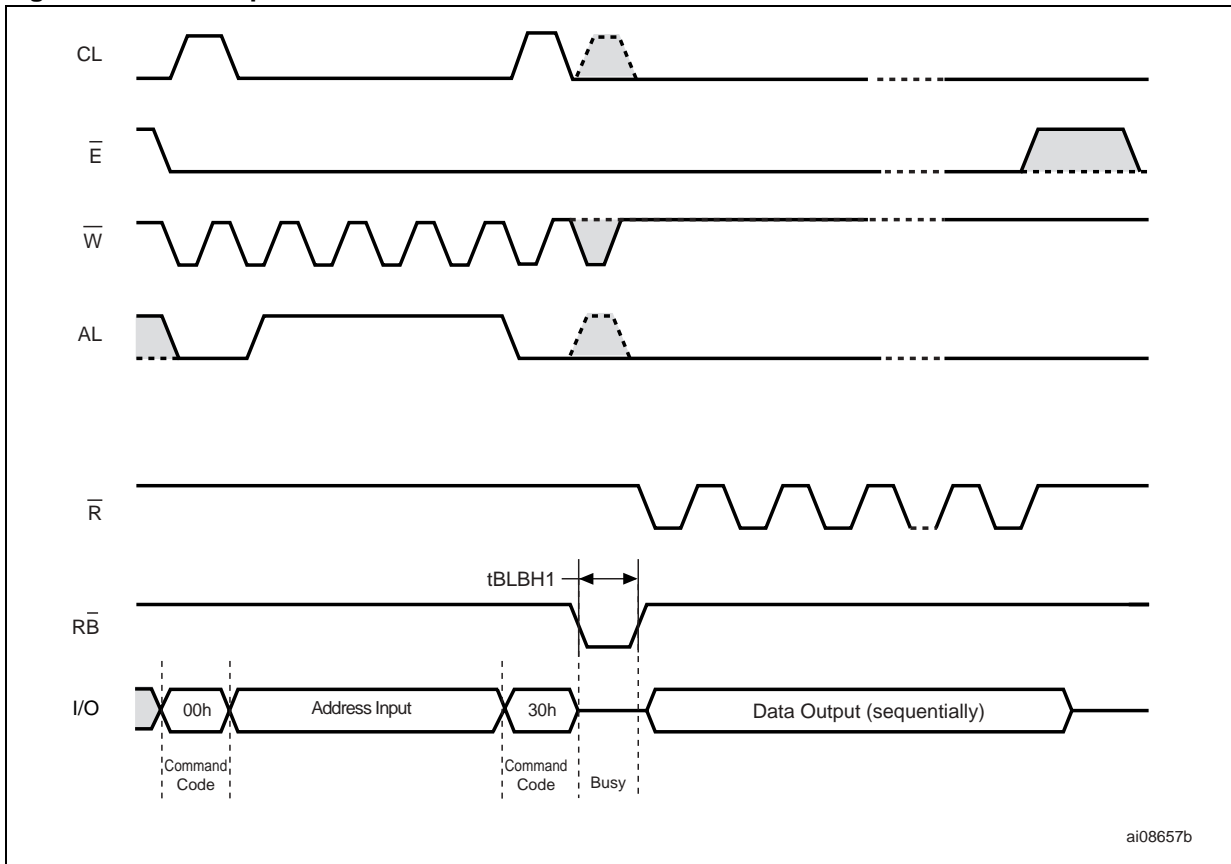 CL
E̅
W̅
AL
R̅
tBLBH1
RB̅
I/O
00h
Address Input
30h
Data Output (sequentially)
Command
Code
Command
Code
Busy
ai08657b